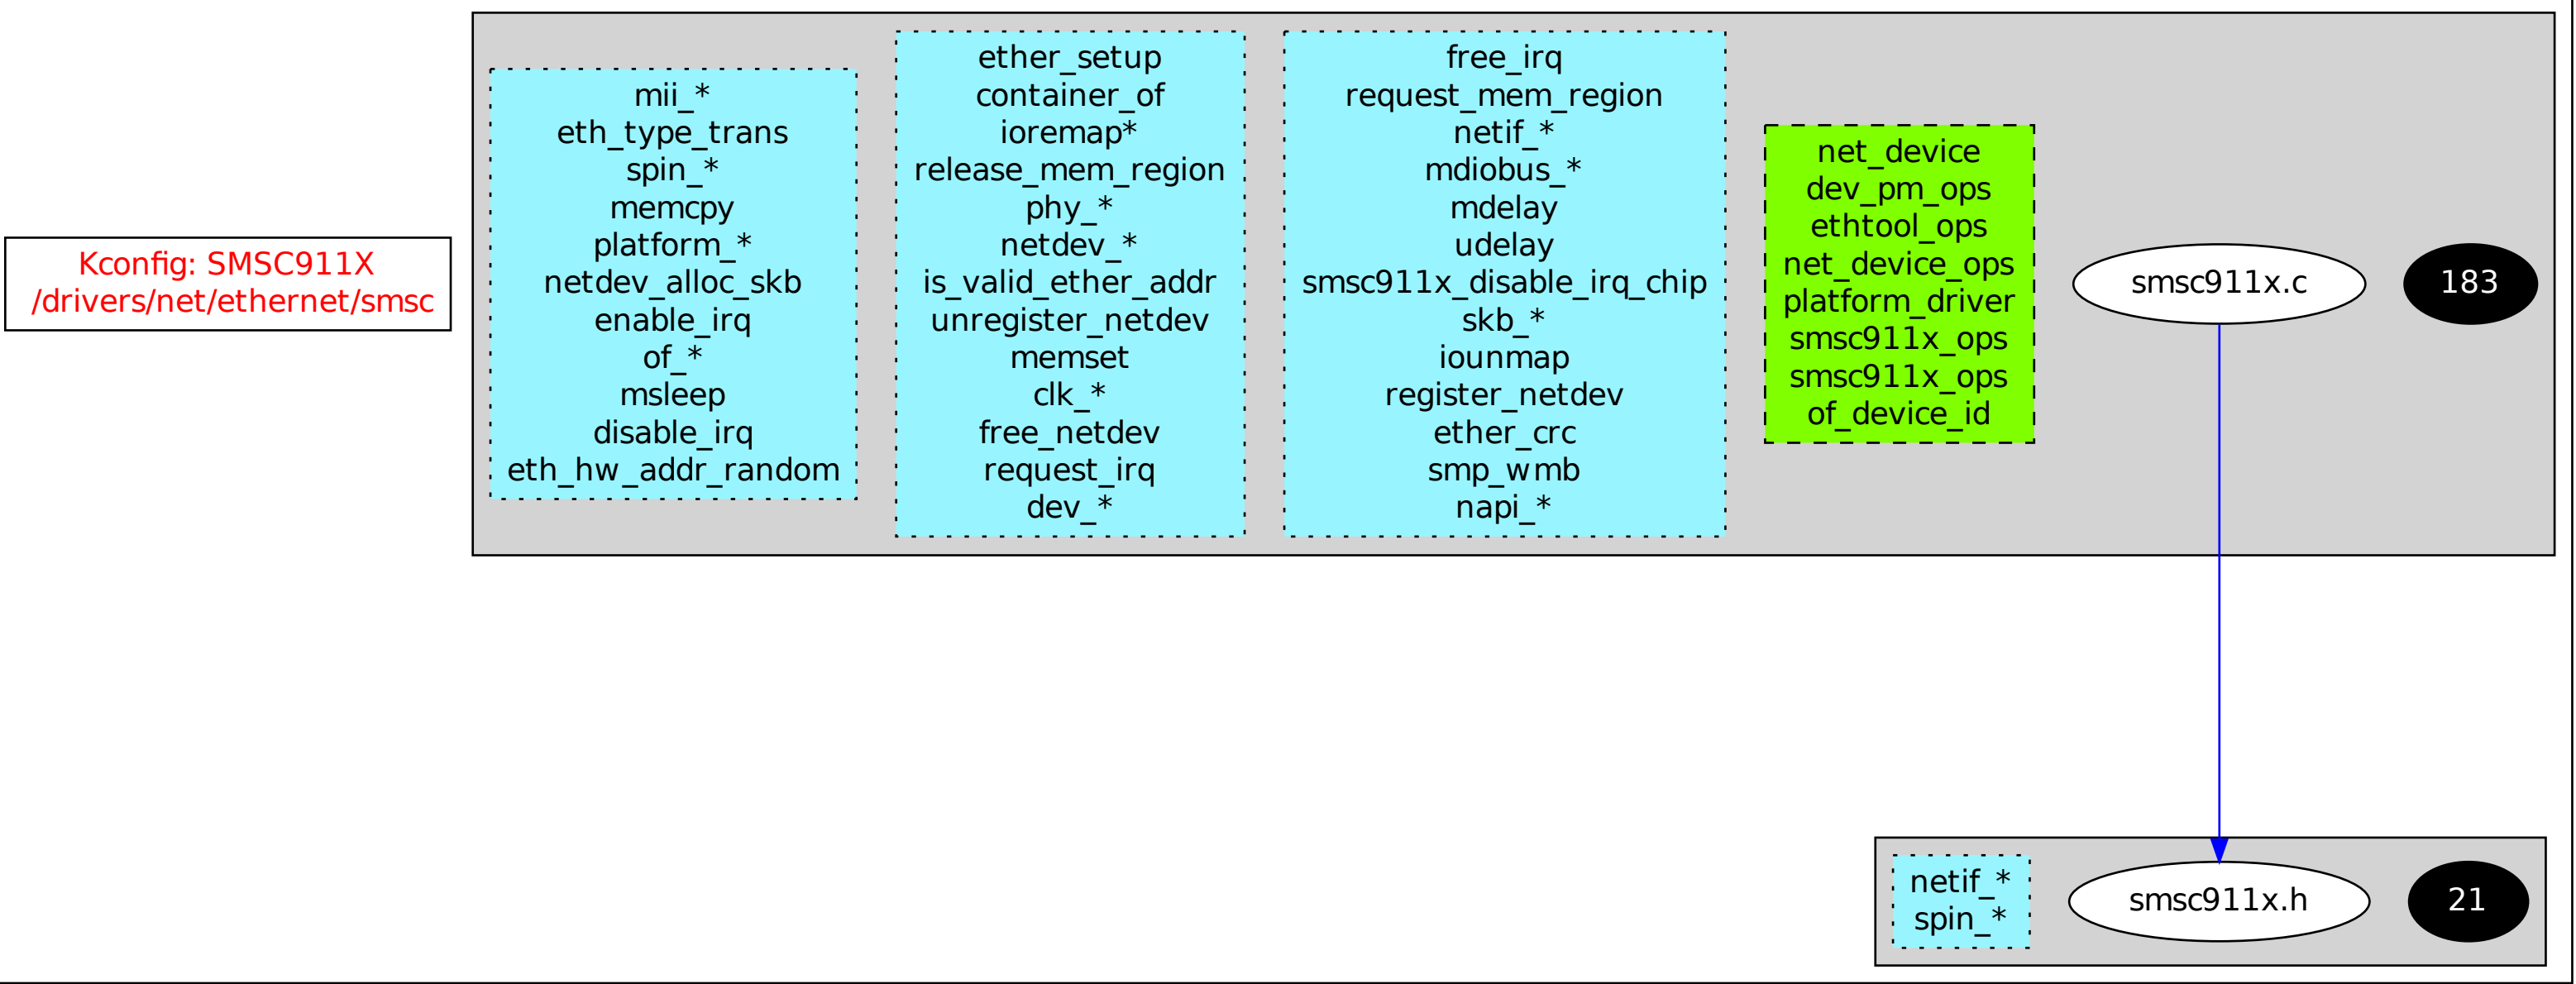 Kconfig: SMSC911X
/drivers/net/ethernet/smsc
mii_*
eth_type_trans
spin_*
memcpy
platform_*
netdev_alloc_skb
enable_irq
of_*
msleep
disable_irq
eth_hw_addr_random
ether_setup
container_of
ioremap*
release_mem_region
phy_*
netdev_*
is_valid_ether_addr
unregister_netdev
memset
clk_*
free_netdev
request_irq
dev_*
free_irq
request_mem_region
netif_*
mdiobus_*
mdelay
udelay
smsc911x_disable_irq_chip
skb_*
iounmap
register_netdev
ether_crc
smp_wmb
napi_*
net_device
dev_pm_ops
ethtool_ops
net_device_ops
platform_driver
smsc911x_ops
smsc911x_ops
of_device_id
smsc911x.c
183
netif_*
spin_*
smsc911x.h
21